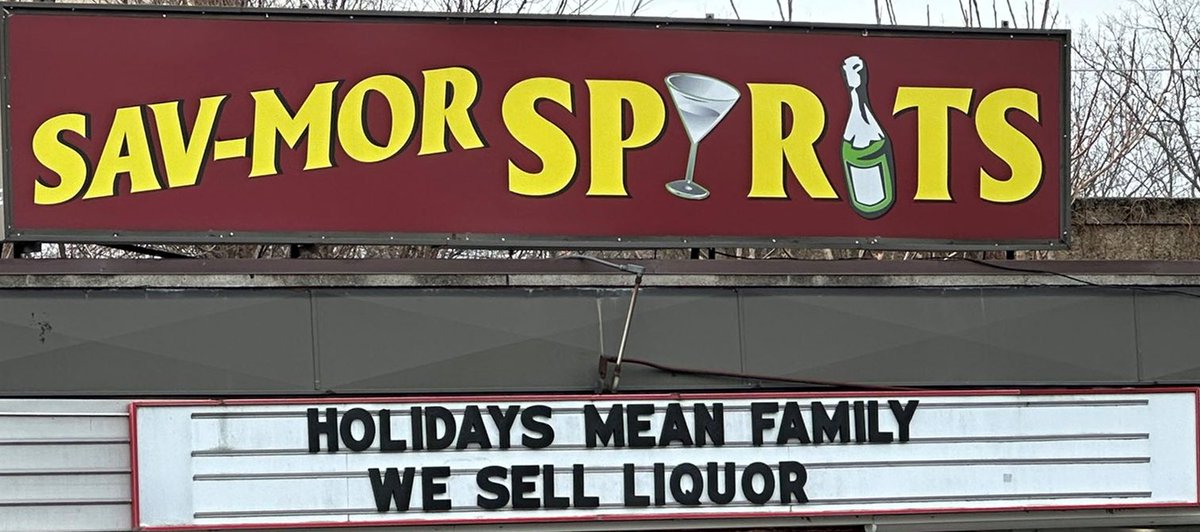 SAV-MOR SPIRITS
HOLIDAYS MEAN FAMILY
WE SELL LIQUOR